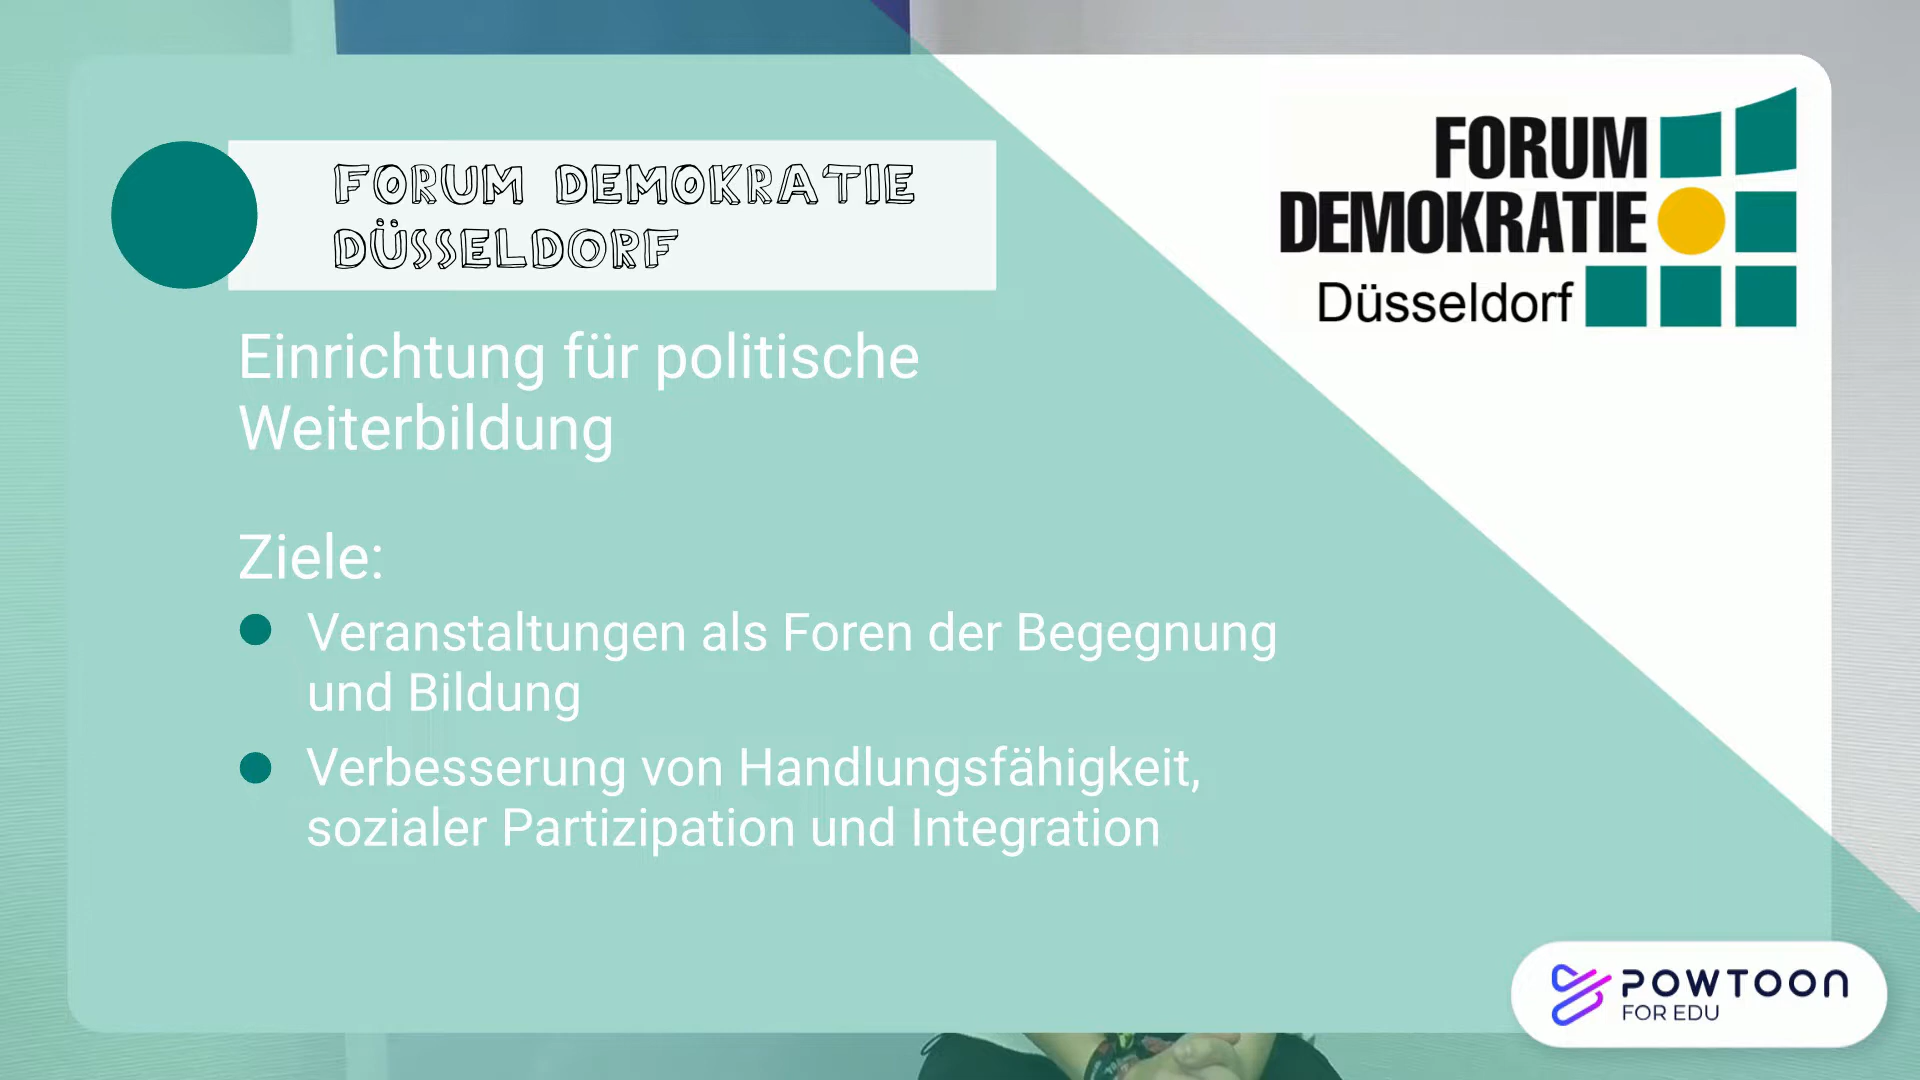 FORUM DEMOKRATIE
DÜSSELDORF
FORUM
DEMOKRATIE
Düsseldorf
Einrichtung für politische
Weiterbildung
Ziele:
Veranstaltungen als Foren der Begegnung
und Bildung
Verbesserung von Handlungsfähigkeit,
sozialer Partizipation und Integration
POWTOON
FOR EDU